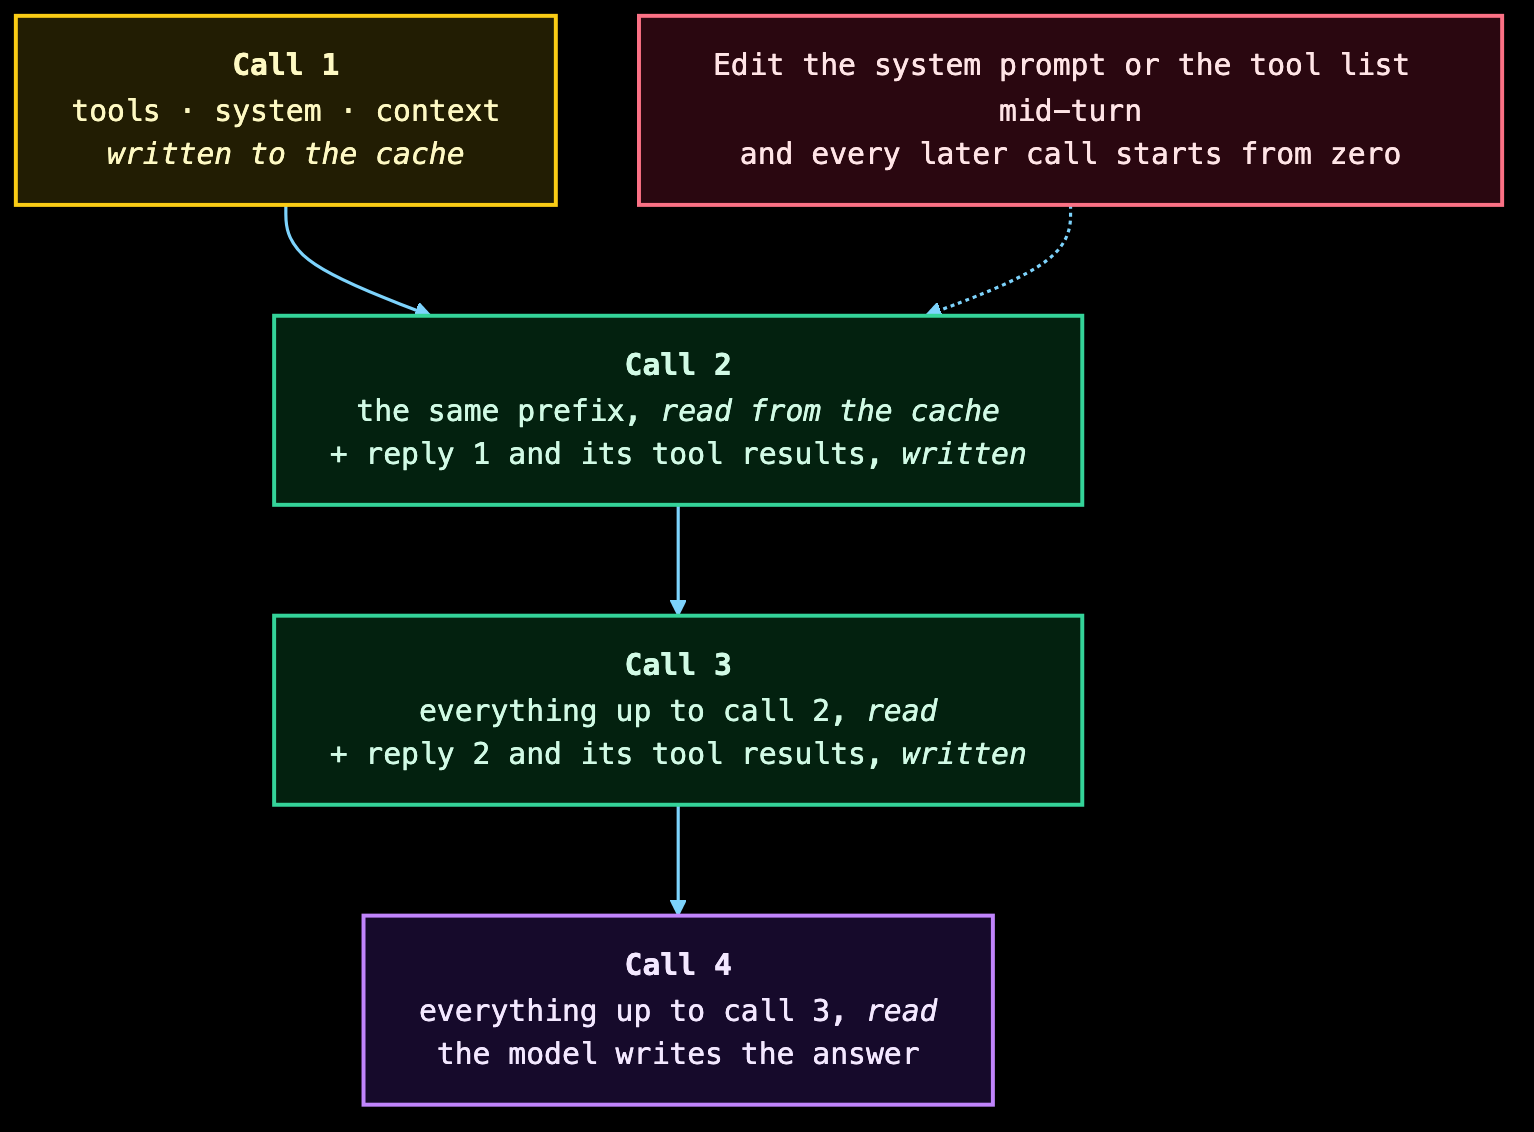 Call 1
tools · system · context
written to the cache
Edit the system prompt or the tool list
mid–turn
and every later call starts from zero
Call 2
the same prefix, read from the cache
+ reply 1 and its tool results, written
Call 3
everything up to call 2, read
+ reply 2 and its tool results, written
Call 4
everything up to call 3, read
the model writes the answer